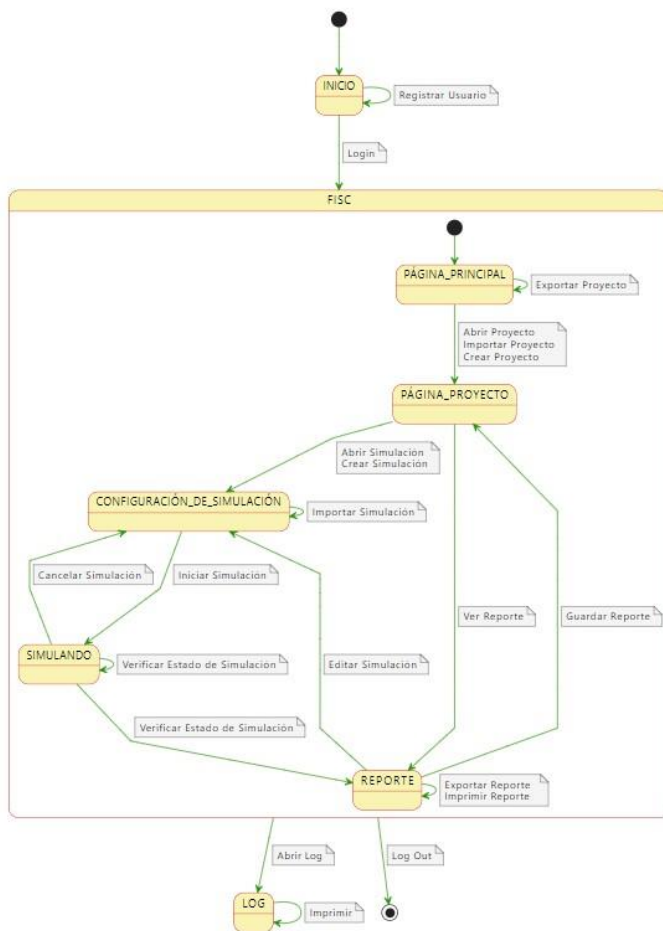 INICIO
Registrar Usuario
Login
FISC
PÁGINA_PRINCIPAL
Exportar Proyecto
Abrir Proyecto
Importar Proyecto
Crear Proyecto
PÁGINA_PROYECTO
Abrir Simulación
Crear Simulación
CONFIGURACIÓN_DE_SIMULACIÓN
Importar Simulación
Cancelar Simulación
Iniciar Simulación
Ver Reporte
Guardar Reporte
SIMULANDO
Verificar Estado de Simulación
Editar Simulación
Verificar Estado de Simulación
REPORTE
Exportar Reporte
Imprimir Reporte
Abrir Log
Log Out
LOG
Imprimir